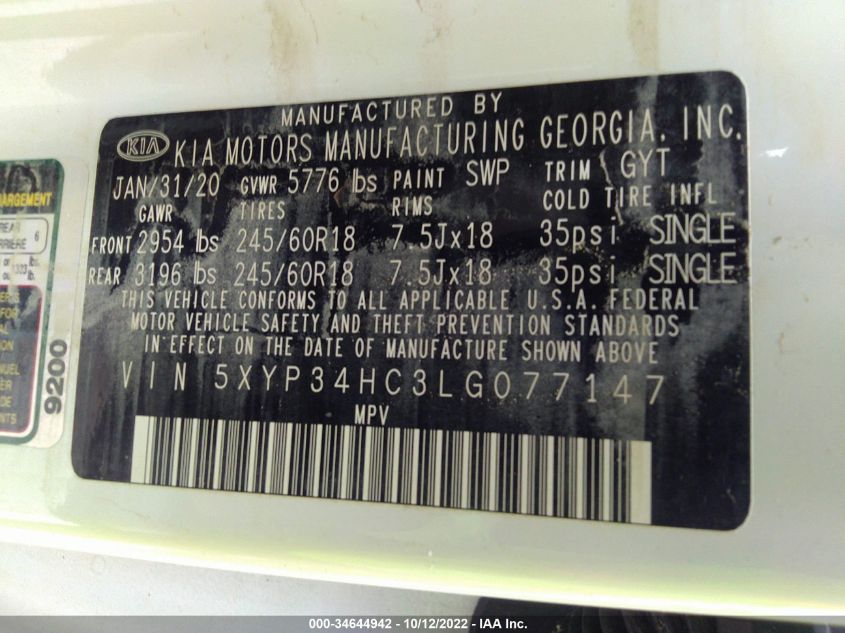 MANUFACTURED BY
KIA KIA MOTORS MANUFACTURING GEORGIA, INC.
JAN/31/20 GVWR 5776 lbs PAINT SWP TRIM GYT
GAWR TIRES RIMS COLD TIRE INFL
FRONT 2954 lbs 245/60R18 7.5Jx18 35psi SINGLE
REAR 3196 lbs 245/60R18 7.5Jx18 35psi SINGLE
THIS VEHICLE CONFORMS TO ALL APPLICABLE U.S.A. FEDERAL
MOTOR VEHICLE SAFETY AND THEFT PREVENTION STANDARDS
IN EFFECT ON THE DATE OF MANUFACTURE SHOWN ABOVE
VIN 5XYP34HC3LG077147
MPV
6
9200
000-34644942 - 10/12/2022 - IAA Inc.